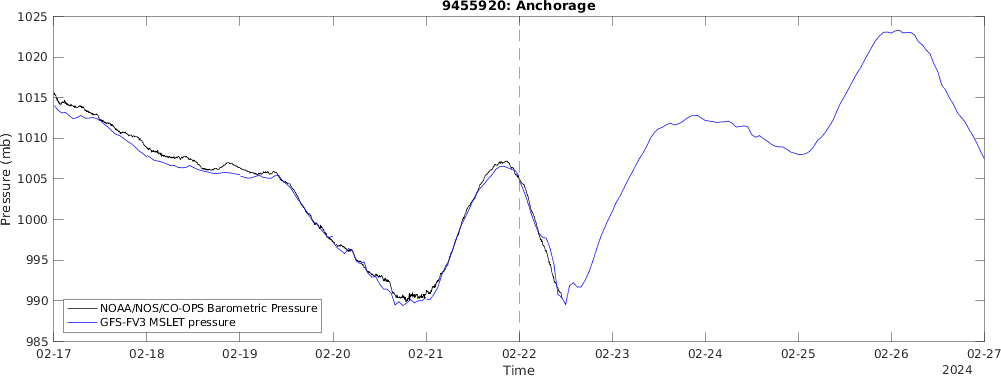 9455920: Anchorage
Pressure (mb)
1025
1020
1015
1010
1005
1000
995
990
985
NOAA/NOS/CO-OPS Barometric Pressure
GFS-FV3 MSLET pressure
02-17 02-18 02-19 02-20 02-21 02-22 02-23 02-24 02-25 02-26 02-27
Time
2024